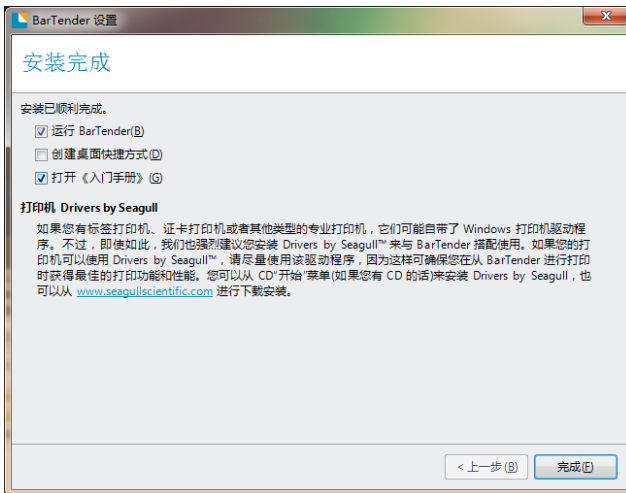 BarTender 设置
安装完成
安装已顺利完成。
运行 BarTender(B)
创建桌面快捷方式(D)
打开《入门手册》(G)
打印机 Drivers by Seagull
如果您有标签打印机、证卡打印机或者其他类型的专业打印机，它们可能自带了 Windows 打印机驱动程
序。不过，即使如此，我们也强烈建议您安装 Drivers by Seagull™ 来与 BarTender 搭配使用。如果您的打
印机可以使用 Drivers by Seagull™，请尽量使用该驱动程序，因为这样可确保您在从 BarTender 进行打印
时获得最佳的打印功能和性能。您可以从 CD"开始"菜单(如果您有 CD 的话)来安装 Drivers by Seagull，也
可以从 www.seagullscientific.com 进行下载安装。
<上一步(B)
完成(F)